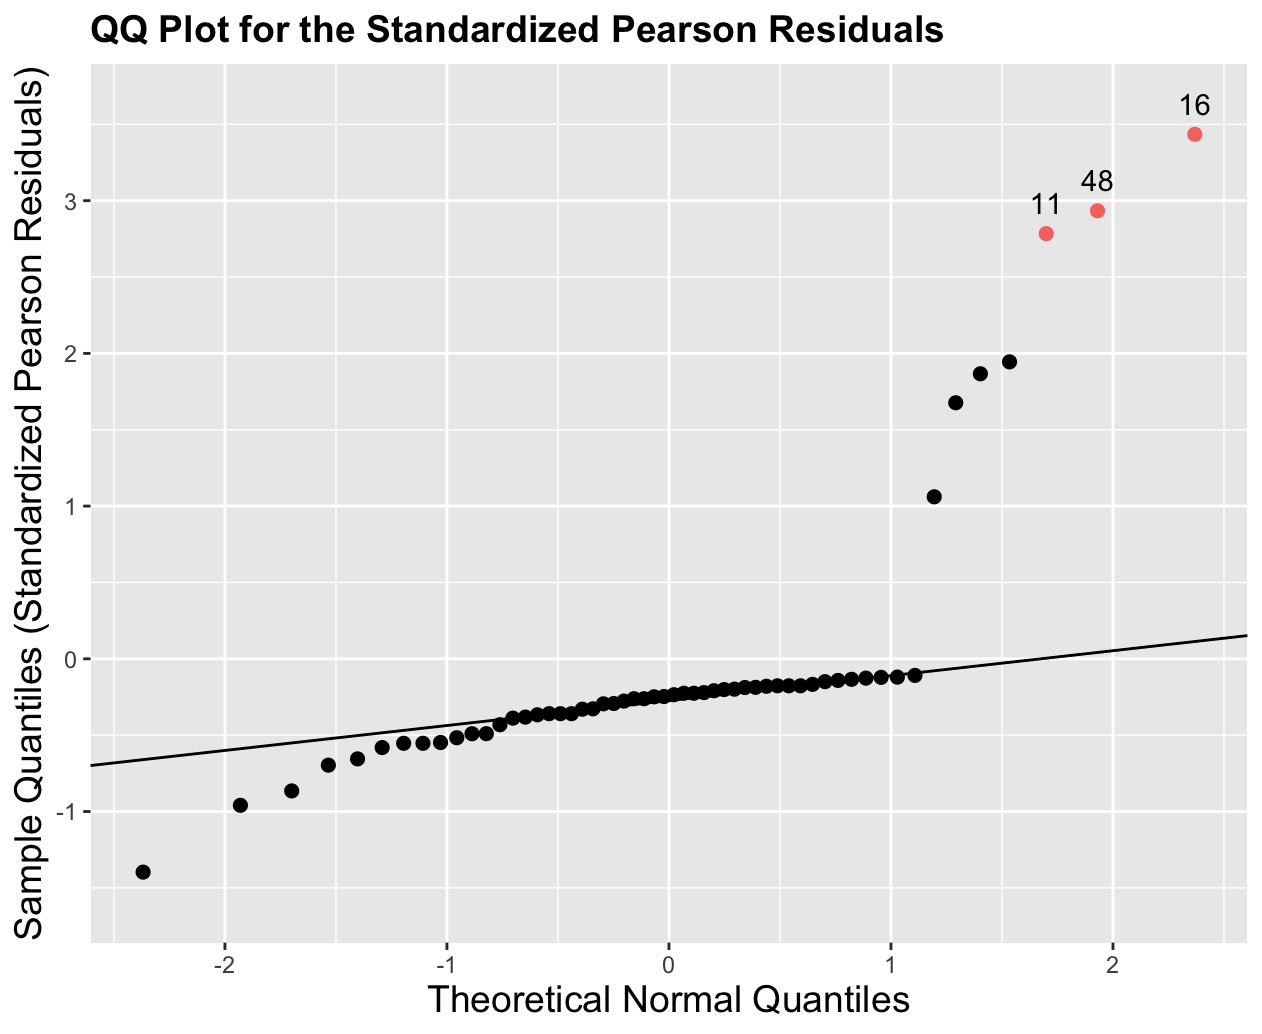 QQ Plot for the Standardized Pearson Residuals
Sample Quantiles (Standardized Pearson Residuals)
16
48
11
3
2
1
0
-1
-2 -1 0 1 2
Theoretical Normal Quantiles